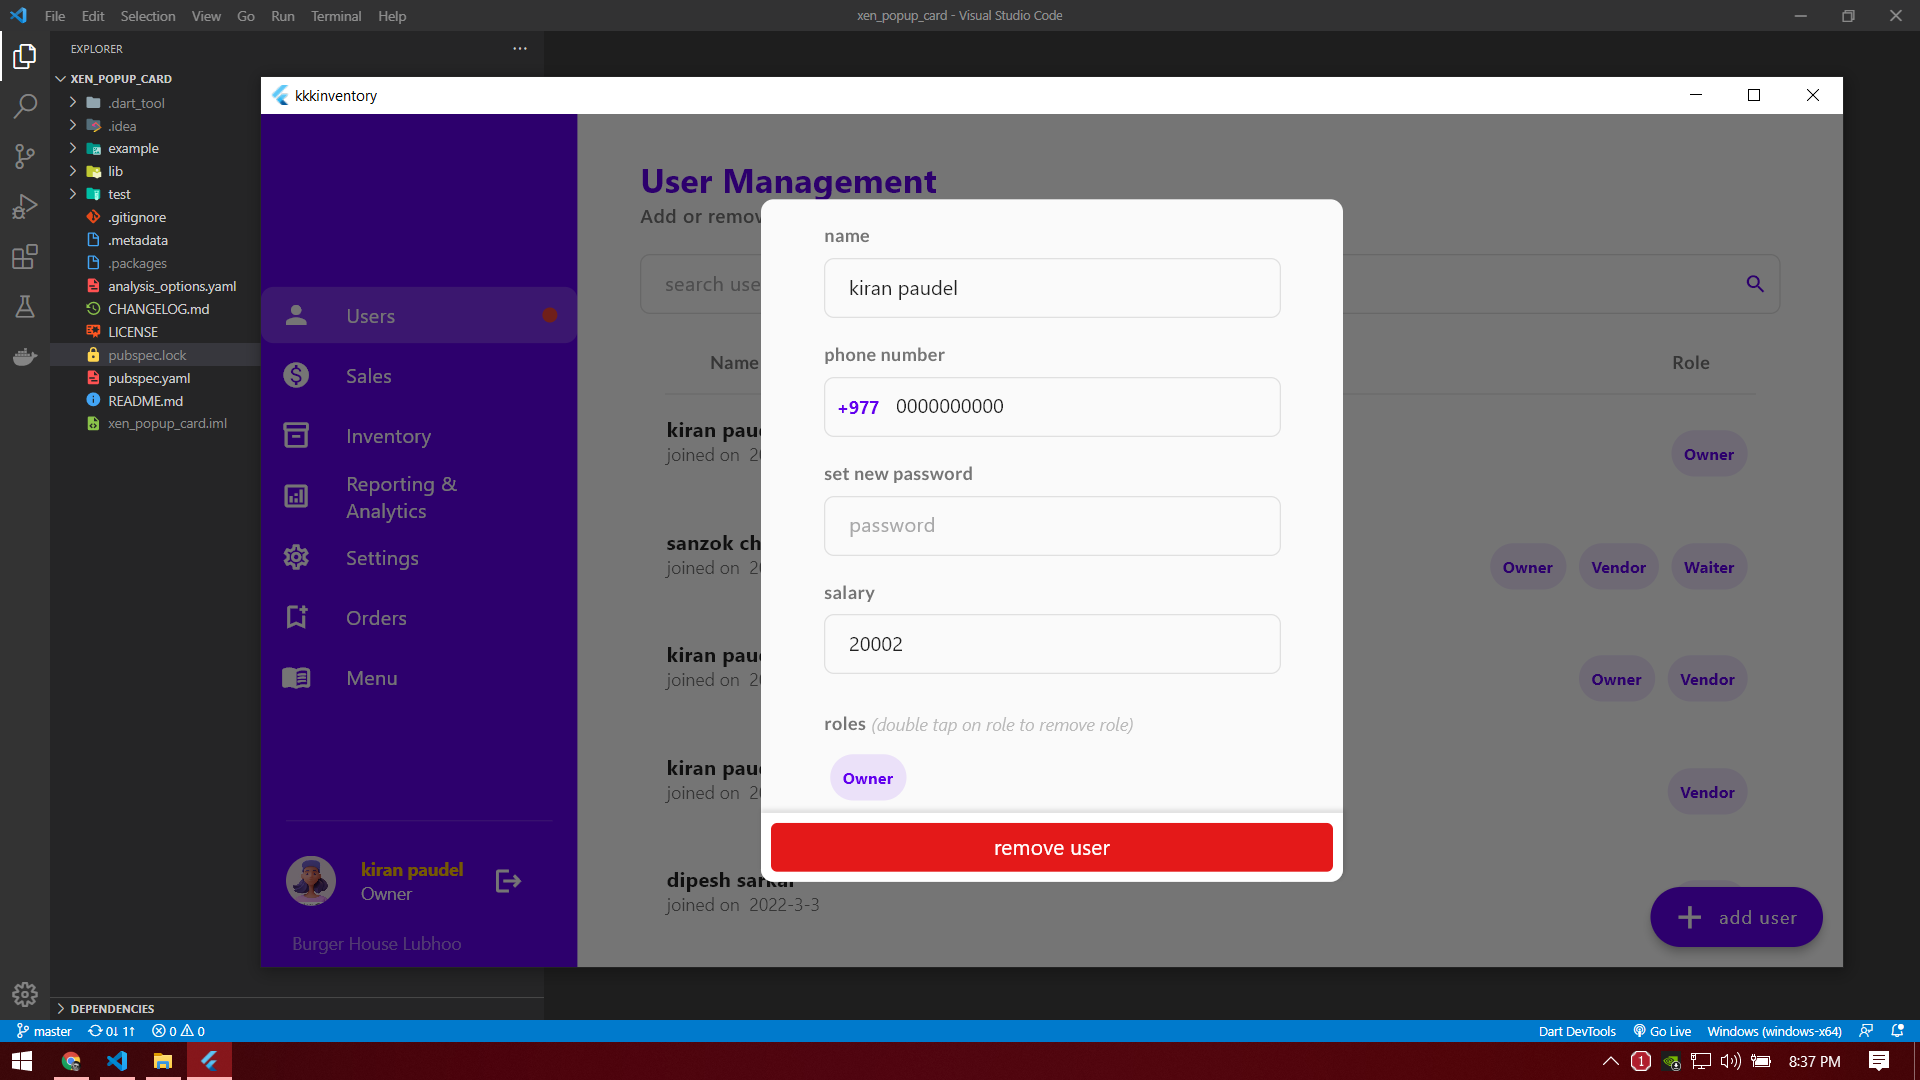 File Edit Selection View Go Run Terminal Help
xen_popup_card - Visual Studio Code
EXPLORER
XEN_POPUP_CARD
.dart_tool
.idea
example
lib
test
.gitignore
.metadata
.packages
analysis_options.yaml
CHANGELOG.md
LICENSE
pubspec.lock
pubspec.yaml
README.md
xen_popup_card.iml
DEPENDENCIES
kkkinventory
Users
Sales
Inventory
Reporting &
Analytics
Settings
Orders
Menu
kiran paudel
Owner
Burger House Lubhoo
User Management
Add or remov
search use
Name
Role
kiran pau
joined on 2
Owner
sanzok ch
joined on 2
Owner Vendor Waiter
kiran pau
joined on 2
Owner Vendor
kiran pau
joined on 2
Vendor
dipesh sarkar
joined on 2022-3-3
add user
name
kiran paudel
phone number
+977 0000000000
set new password
password
salary
20002
roles (double tap on role to remove role)
Owner
remove user
master 0↓ 1↑ 0 0
Dart DevTools Go Live Windows (windows-x64)
1 8:37 PM